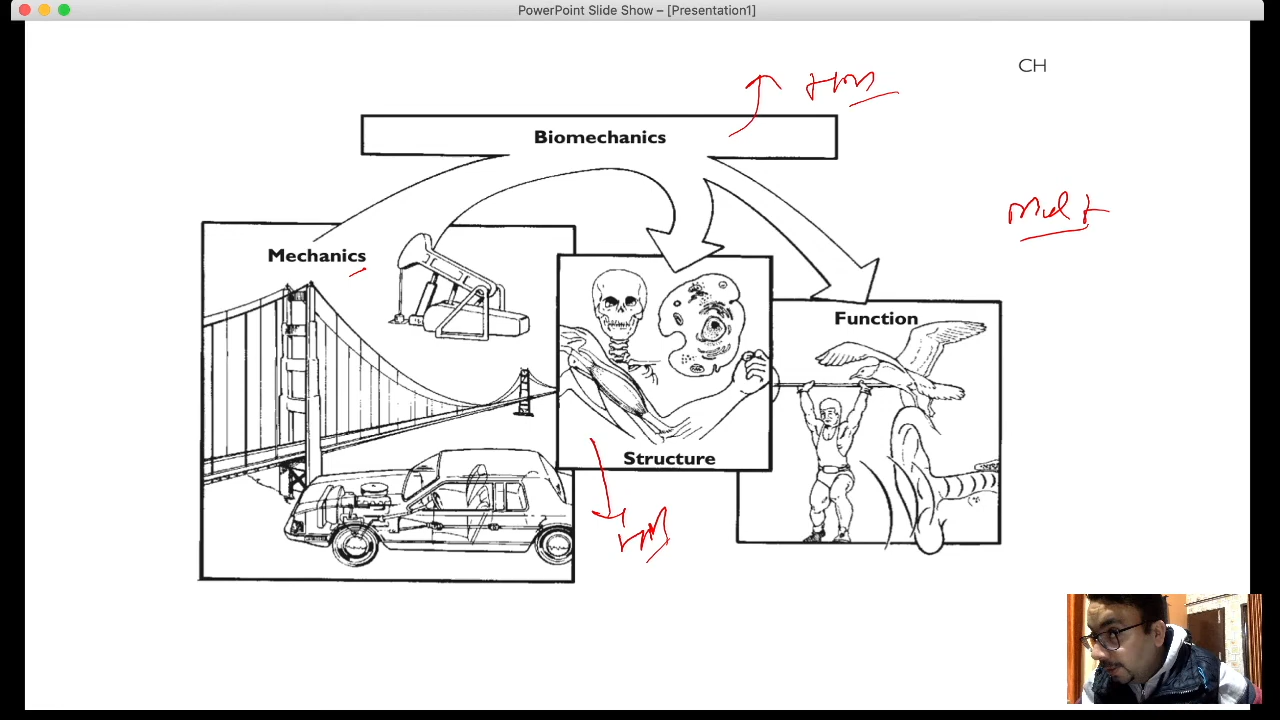 PowerPoint Slide Show – [Presentation1]
CH
Biomechanics
Mechanics
Function
Structure